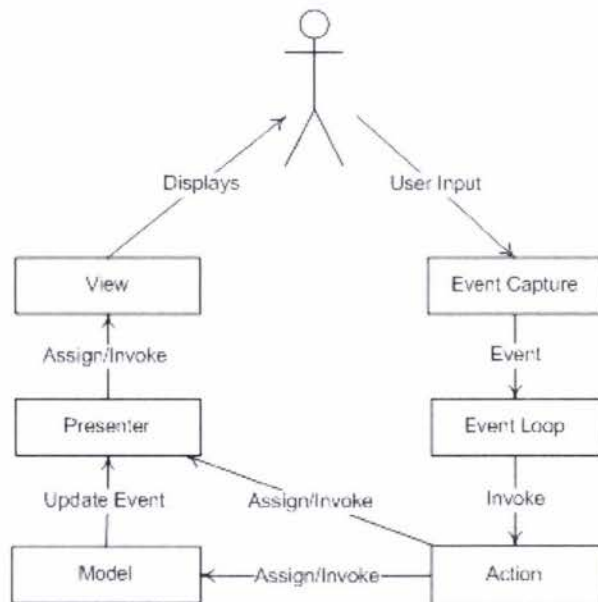 Displays
User Input
View
Event Capture
Assign/Invoke
Event
Presenter
Event Loop
Update Event
Assign/Invoke
Invoke
Model
Assign/Invoke
Action